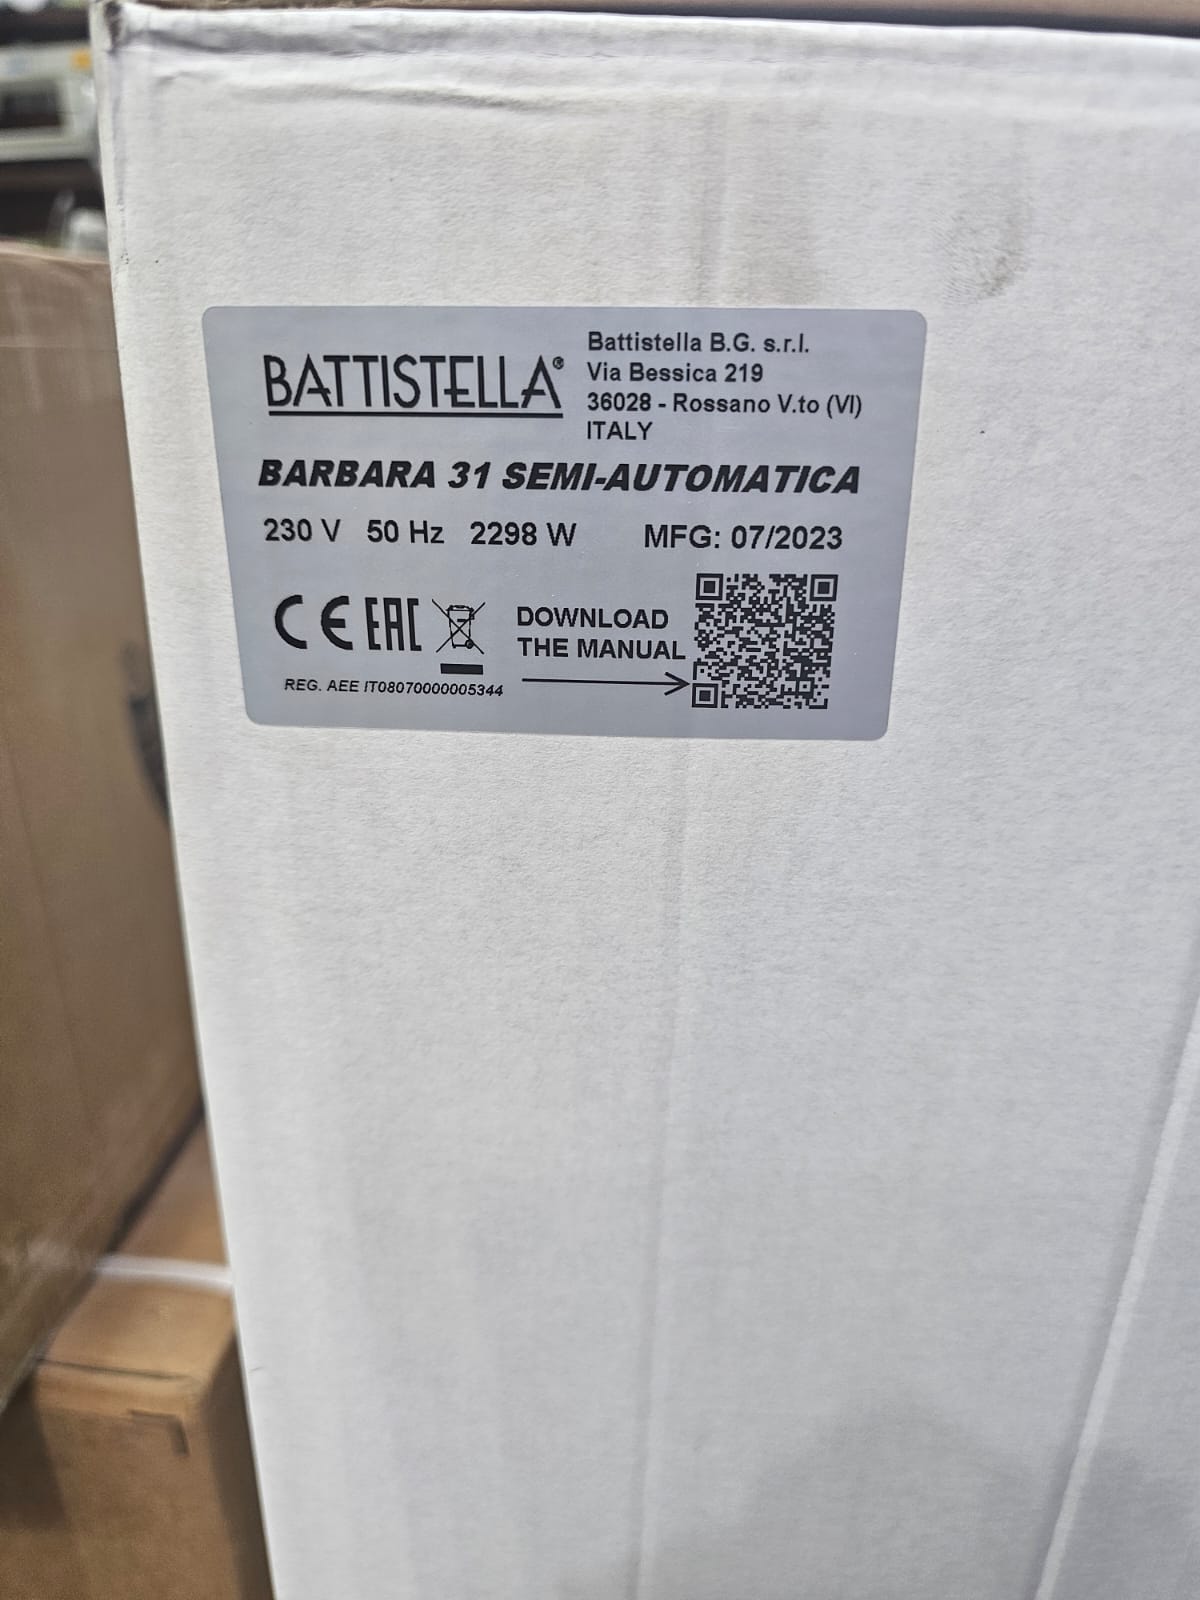 BATTISTELLA®
Battistella B.G. s.r.l.
Via Bessica 219
36028 - Rossano V.to (VI)
ITALY
BARBARA 31 SEMI-AUTOMATICA
230 V 50 Hz 2298 W MFG: 07/2023
CE EAC
DOWNLOAD
THE MANUAL
REG. AEE IT08070000005344